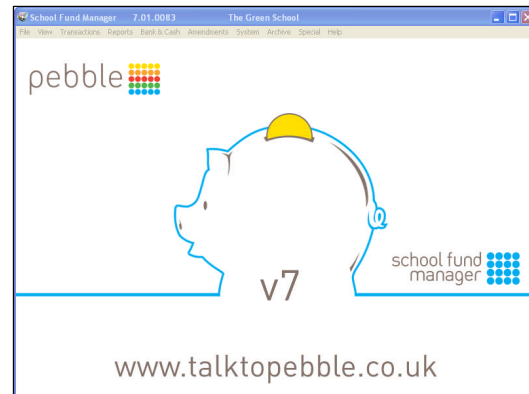 School Fund Manager 7.01.0083 The Green School
File View Transactions Reports Bank & Cash Amendments System Archive Special Help
pebble
school fund
manager
v7
www.talktopebble.co.uk